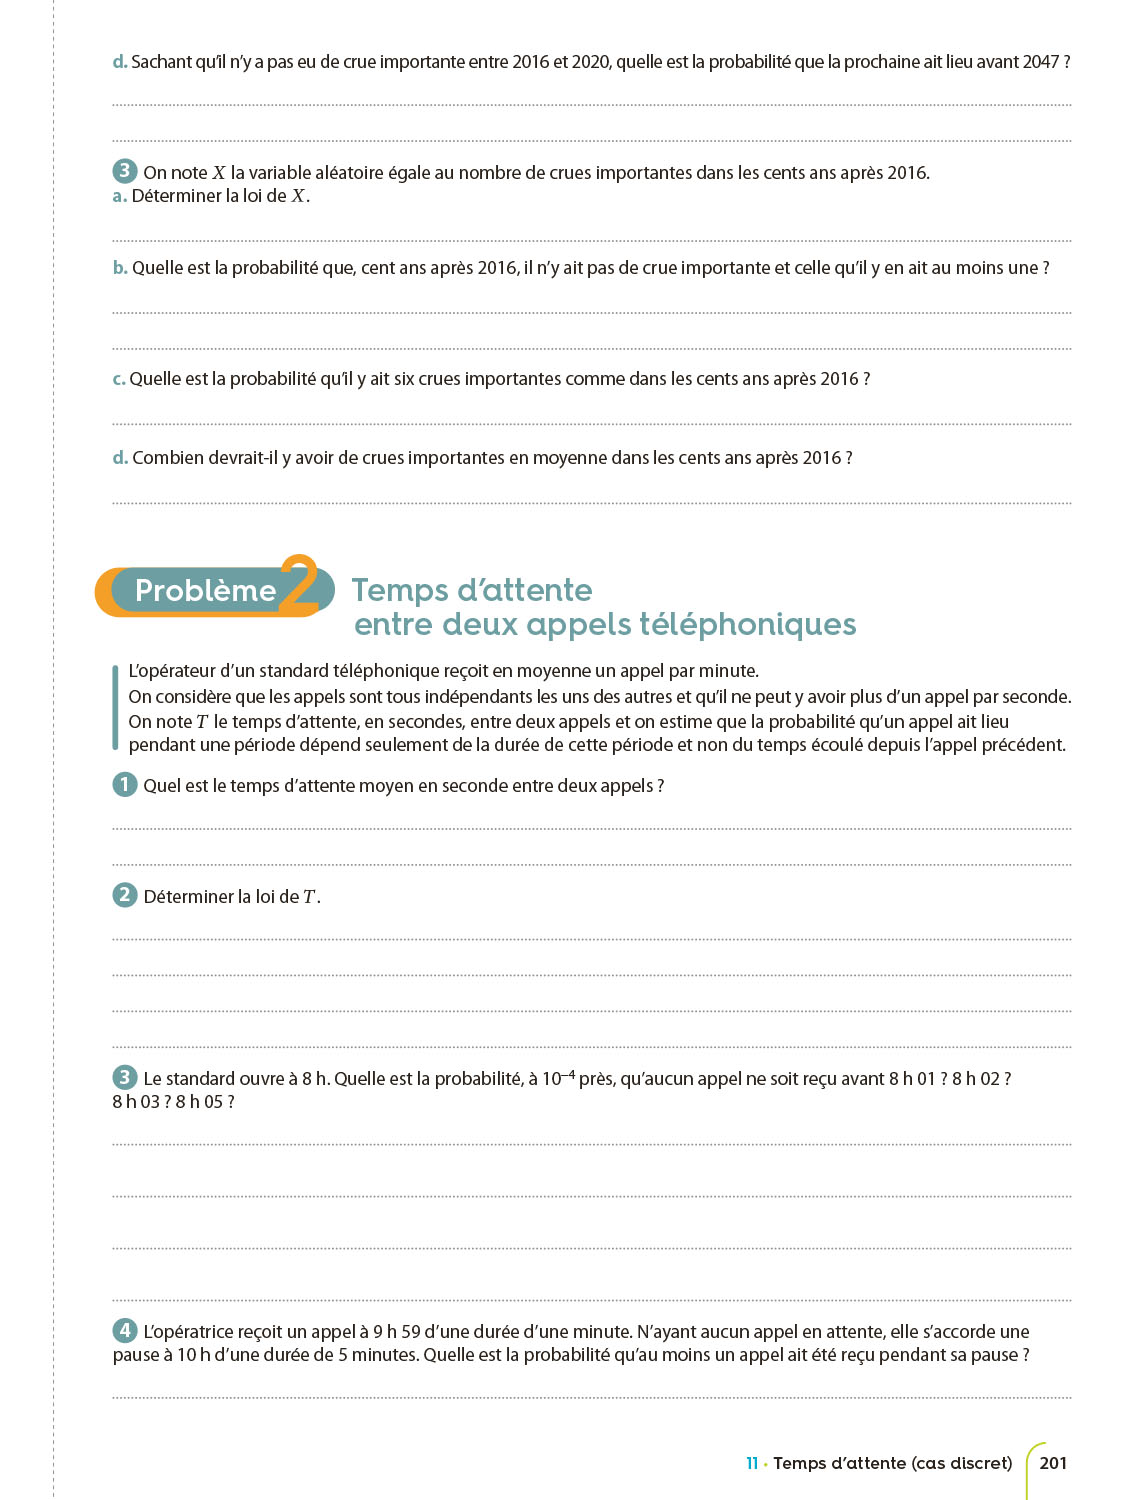 d. Sachant qu’il n’y a pas eu de crue importante entre 2016 et 2020, quelle est la probabilité que la prochaine ait lieu avant 2047 ?
3 On note X la variable aléatoire égale au nombre de crues importantes dans les cents ans après 2016.
a. Déterminer la loi de X.
b. Quelle est la probabilité que, cent ans après 2016, il n’y ait pas de crue importante et celle qu’il y en ait au moins une ?
c. Quelle est la probabilité qu’il y ait six crues importantes comme dans les cents ans après 2016 ?
d. Combien devrait-il y avoir de crues importantes en moyenne dans les cents ans après 2016 ?
Problème 2 Temps d’attente
entre deux appels téléphoniques
L’opérateur d’un standard téléphonique reçoit en moyenne un appel par minute.
On considère que les appels sont tous indépendants les uns des autres et qu’il ne peut y avoir plus d’un appel par seconde.
On note T le temps d’attente, en secondes, entre deux appels et on estime que la probabilité qu’un appel ait lieu
pendant une période dépend seulement de la durée de cette période et non du temps écoulé depuis l’appel précédent.
1 Quel est le temps d’attente moyen en seconde entre deux appels ?
2 Déterminer la loi de T.
3 Le standard ouvre à 8 h. Quelle est la probabilité, à 10⁻⁴ près, qu’aucun appel ne soit reçu avant 8 h 01 ? 8 h 02 ?
8 h 03 ? 8 h 05 ?
4 L’opératrice reçoit un appel à 9 h 59 d’une durée d’une minute. N’ayant aucun appel en attente, elle s’accorde une
pause à 10 h d’une durée de 5 minutes. Quelle est la probabilité qu’au moins un appel ait été reçu pendant sa pause ?
11 • Temps d’attente (cas discret) 201